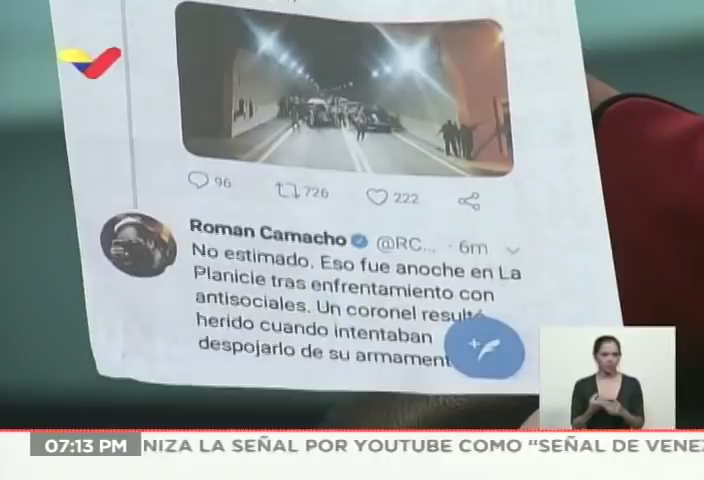 96
726
222
Roman Camacho @RC... · 6m
No estimado. Eso fue anoche en La
Planicie tras enfrentamiento con
antisociales. Un coronel resultó
herido cuando intentaban
despojarlo de su armament
07:13 PM NIZA LA SEÑAL POR YOUTUBE COMO "SEÑAL DE VENEZ